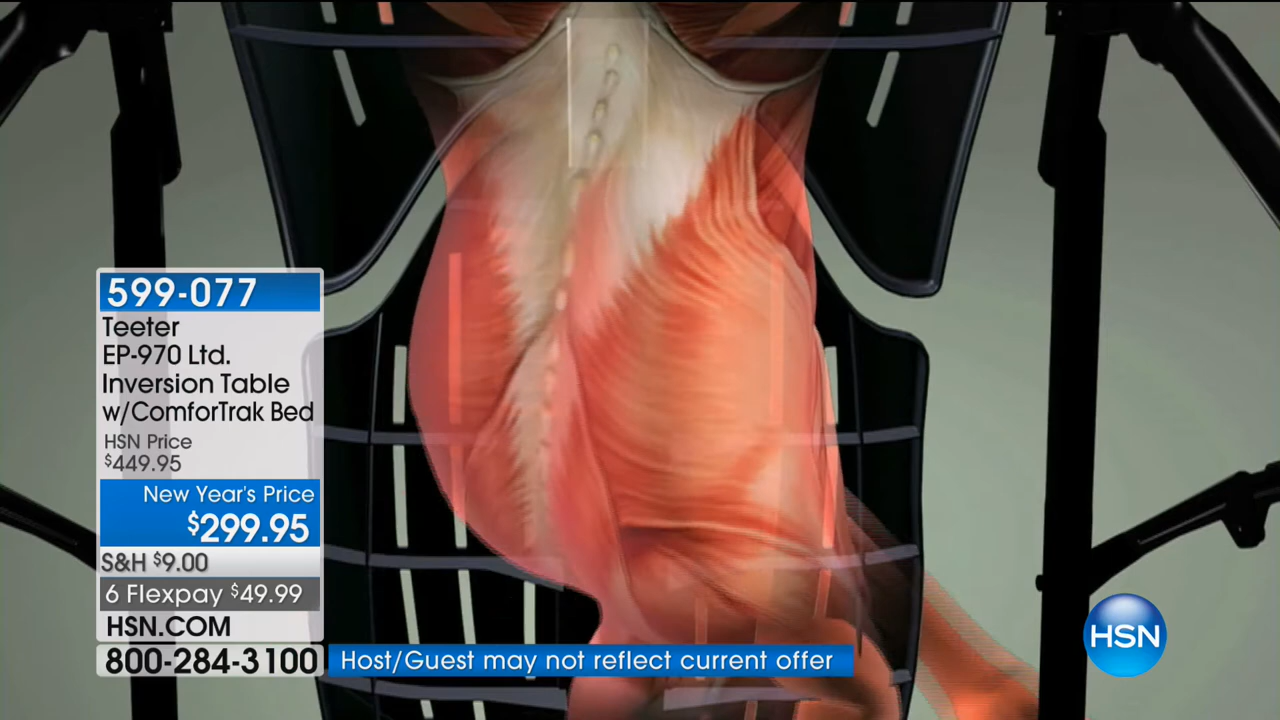 599-077
Teeter
EP-970 Ltd.
Inversion Table
w/ComforTrak Bed
HSN Price
$449.95
New Year's Price
$299.95
S&H $9.00
6 Flexpay $49.99
HSN.COM
800-284-3100
Host/Guest may not reflect current offer
HSN